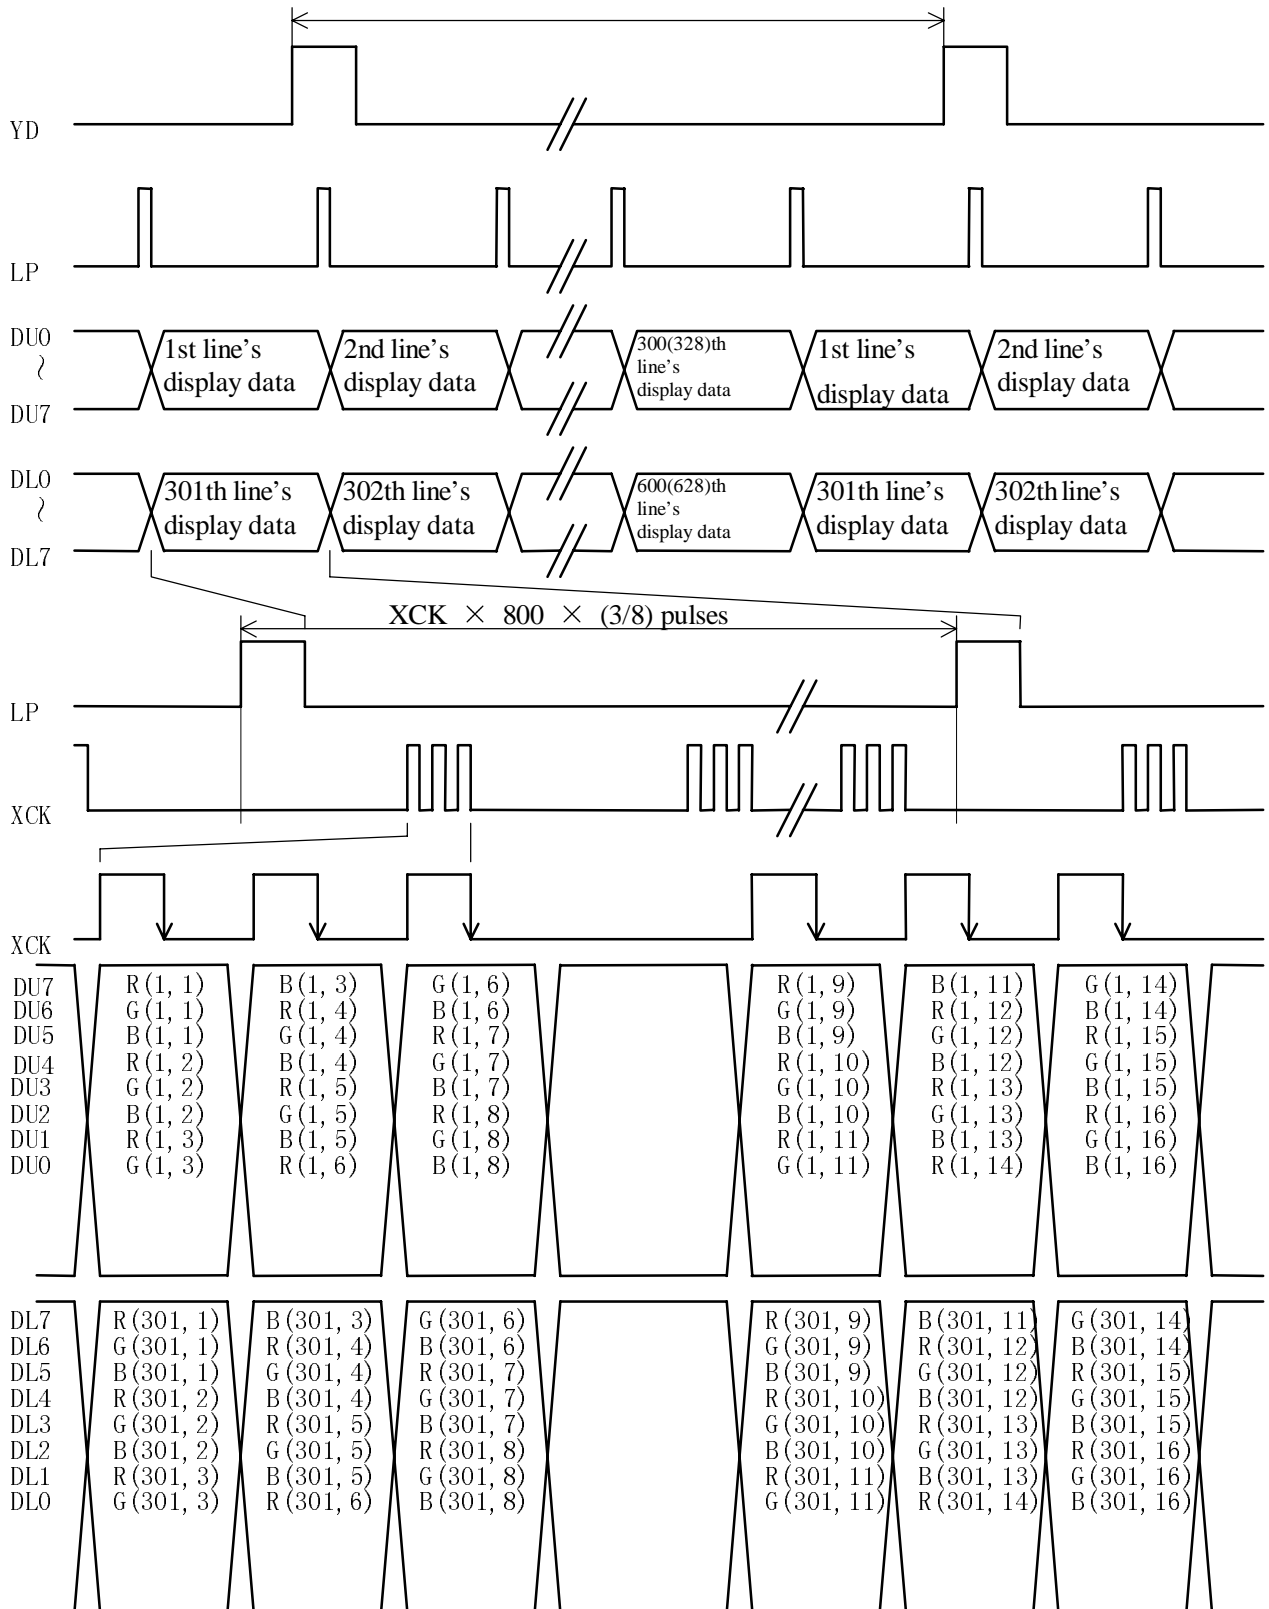 YD
LP
DU0
~
DU7
1st line's
display data
2nd line's
display data
300(328)th
line's
display data
1st line's
display data
2nd line's
display data
DL0
~
DL7
301th line's
display data
302th line's
display data
600(628)th
line's
display data
301th line's
display data
302th line's
display data
XCK × 800 × (3/8) pulses
LP
XCK
XCK
DU7 R(1, 1) B(1, 3) G(1, 6) R(1, 9) B(1, 11) G(1, 14)
DU6 G(1, 1) R(1, 4) B(1, 6) G(1, 9) R(1, 12) B(1, 14)
DU5 B(1, 1) G(1, 4) R(1, 7) B(1, 9) G(1, 12) R(1, 15)
DU4 R(1, 2) B(1, 4) G(1, 7) R(1, 10) B(1, 12) G(1, 15)
DU3 G(1, 2) R(1, 5) B(1, 7) G(1, 10) R(1, 13) B(1, 15)
DU2 B(1, 2) G(1, 5) R(1, 8) B(1, 10) G(1, 13) R(1, 16)
DU1 R(1, 3) B(1, 5) G(1, 8) R(1, 11) B(1, 13) G(1, 16)
DU0 G(1, 3) R(1, 6) B(1, 8) G(1, 11) R(1, 14) B(1, 16)
DL7 R(301, 1) B(301, 3) G(301, 6) R(301, 9) B(301, 11) G(301, 14)
DL6 G(301, 1) R(301, 4) B(301, 6) G(301, 9) R(301, 12) B(301, 14)
DL5 B(301, 1) G(301, 4) R(301, 7) B(301, 9) G(301, 12) R(301, 15)
DL4 R(301, 2) B(301, 4) G(301, 7) R(301, 10) B(301, 12) G(301, 15)
DL3 G(301, 2) R(301, 5) B(301, 7) G(301, 10) R(301, 13) B(301, 15)
DL2 B(301, 2) G(301, 5) R(301, 8) B(301, 10) G(301, 13) R(301, 16)
DL1 R(301, 3) B(301, 5) G(301, 8) R(301, 11) B(301, 13) G(301, 16)
DL0 G(301, 3) R(301, 6) B(301, 8) G(301, 11) R(301, 14) B(301, 16)